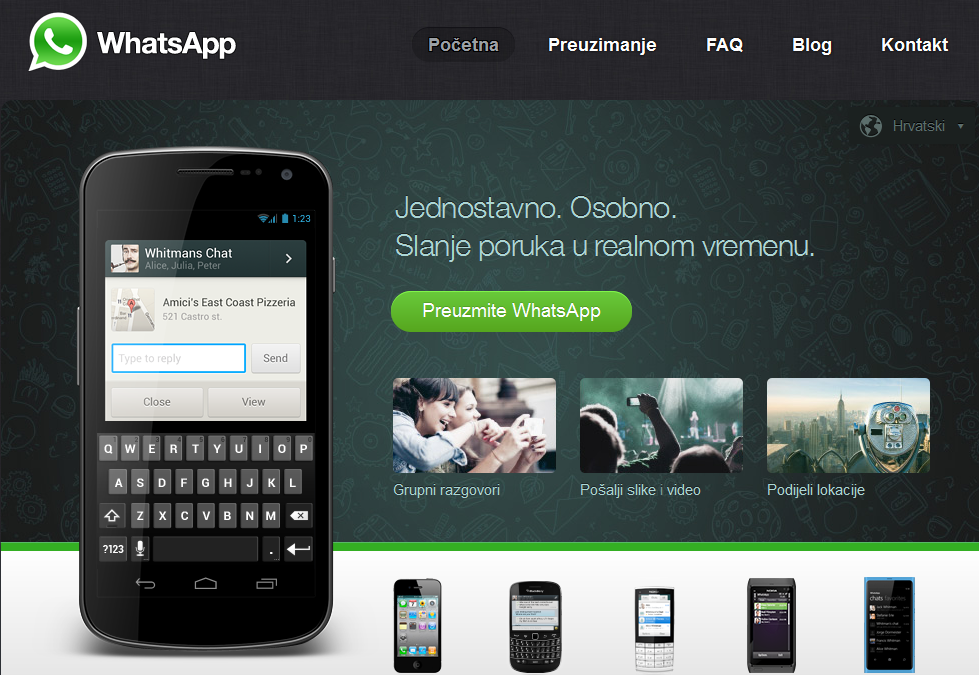 WhatsApp
Početna
Preuzimanje
FAQ
Blog
Kontakt
Hrvatski
1:23
Whitmans Chat
Alice, Julia, Peter
Amici's East Coast Pizzeria
521 Castro st.
Type to reply
Send
Close
View
Q W E R T Y U I O P
A S D F G H J K L
Z X C V B N M
?123
.
Jednostavno. Osobno.
Slanje poruka u realnom vremenu.
Preuzmite WhatsApp
Grupni razgovori
Pošalji slike i video
Podijeli lokacije
chats favorites